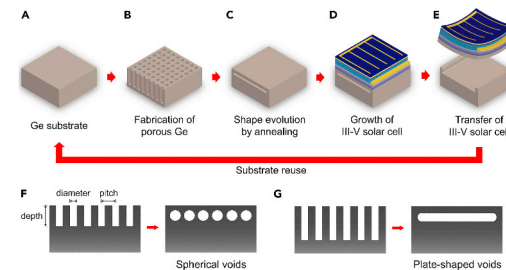 A
B
C
D
E
Ge substrate
Fabrication of
porous Ge
Shape evolution
by annealing
Growth of
III-V solar cell
Transfer of
III-V solar cell
Substrate reuse
F
diameter
pitch
depth
Spherical voids
G
Plate-shaped voids